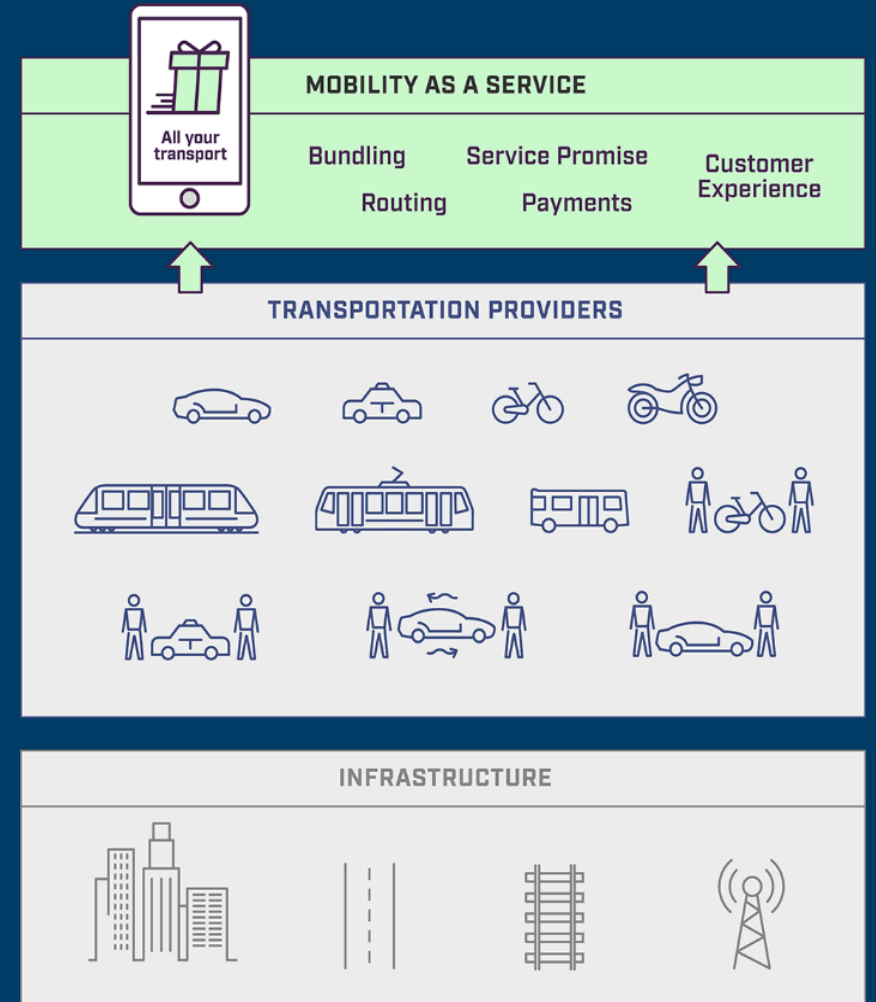 MOBILITY AS A SERVICE
All your
transport
Bundling
Service Promise
Customer
Experience
Routing
Payments
TRANSPORTATION PROVIDERS
INFRASTRUCTURE